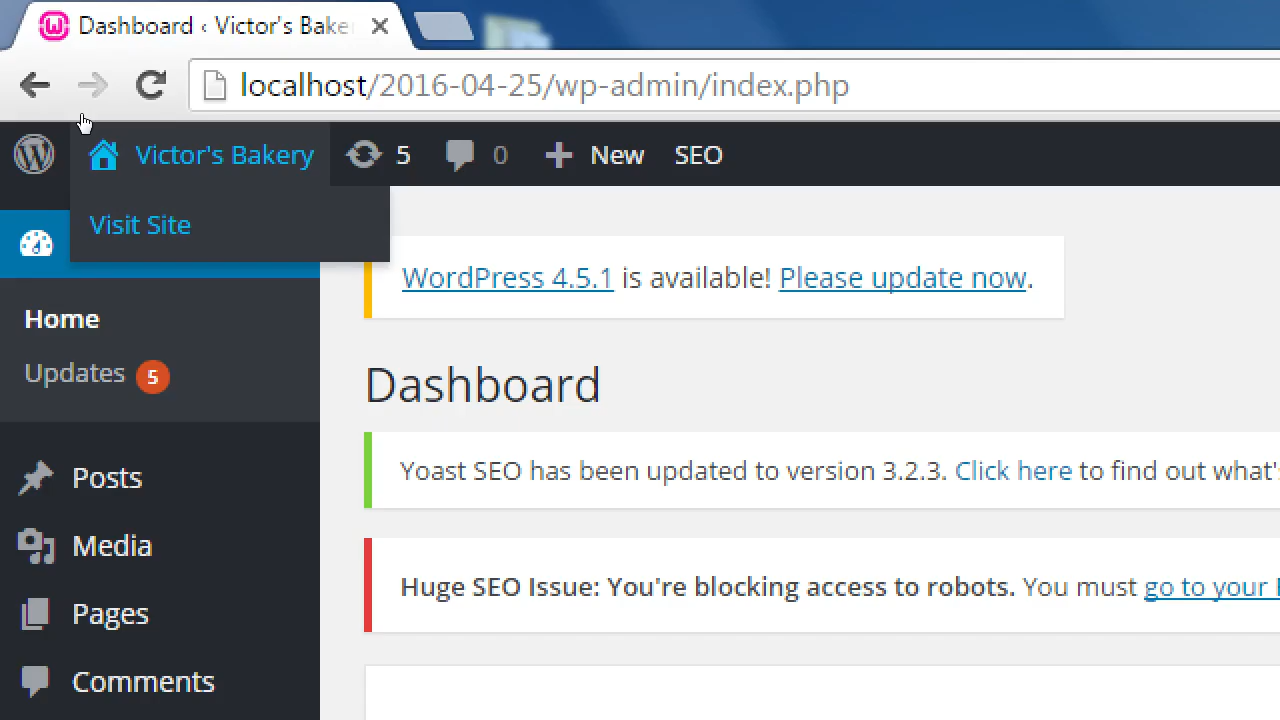 Dashboard ‹ Victor's Bake
localhost/2016-04-25/wp-admin/index.php
Victor's Bakery 5 0 New SEO
Visit Site
WordPress 4.5.1 is available! Please update now.
Home
Updates 5
Dashboard
Yoast SEO has been updated to version 3.2.3. Click here to find out what's
Posts
Media
Huge SEO Issue: You're blocking access to robots. You must go to your
Pages
Comments